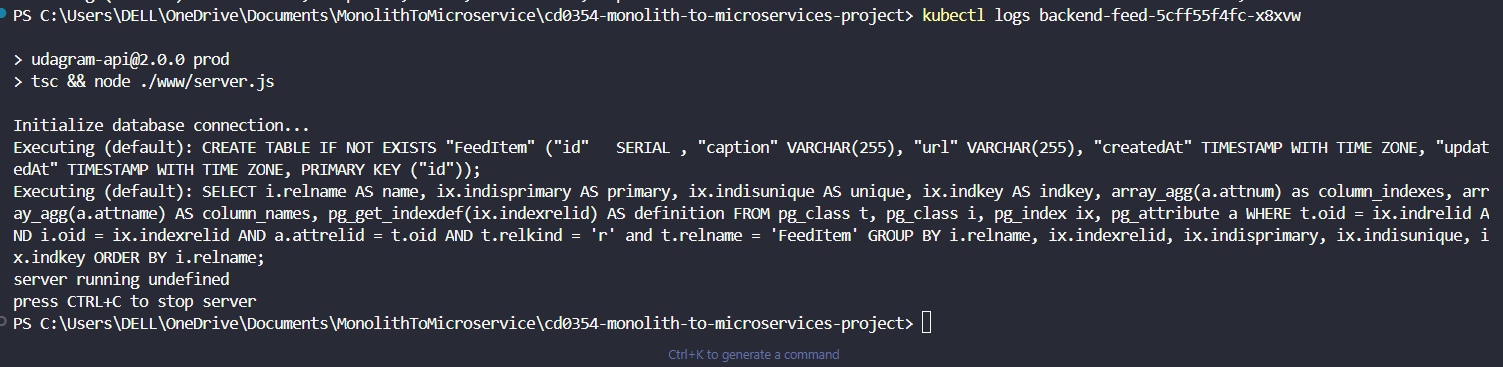 PS C:\Users\DELL\OneDrive\Documents\MonolithToMicroservice\cd0354-monolith-to-microservices-project> kubectl logs backend-feed-5cff55f4fc-x8xvw
> udagram-api@2.0.0 prod
> tsc && node ./www/server.js
Initialize database connection...
Executing (default): CREATE TABLE IF NOT EXISTS "FeedItem" ("id"   SERIAL , "caption" VARCHAR(255), "url" VARCHAR(255), "createdAt" TIMESTAMP WITH TIME ZONE, "updat
edAt" TIMESTAMP WITH TIME ZONE, PRIMARY KEY ("id"));
Executing (default): SELECT i.relname AS name, ix.indisprimary AS primary, ix.indisunique AS unique, ix.indkey AS indkey, array_agg(a.attnum) as column_indexes, arr
ay_agg(a.attname) AS column_names, pg_get_indexdef(ix.indexrelid) AS definition FROM pg_class t, pg_class i, pg_index ix, pg_attribute a WHERE t.oid = ix.indrelid A
ND i.oid = ix.indexrelid AND a.attrelid = t.oid AND t.relkind = 'r' and t.relname = 'FeedItem' GROUP BY i.relname, ix.indexrelid, ix.indisprimary, ix.indisunique, i
x.indkey ORDER BY i.relname;
server running undefined
press CTRL+C to stop server
PS C:\Users\DELL\OneDrive\Documents\MonolithToMicroservice\cd0354-monolith-to-microservices-project>
Ctrl+K to generate a command